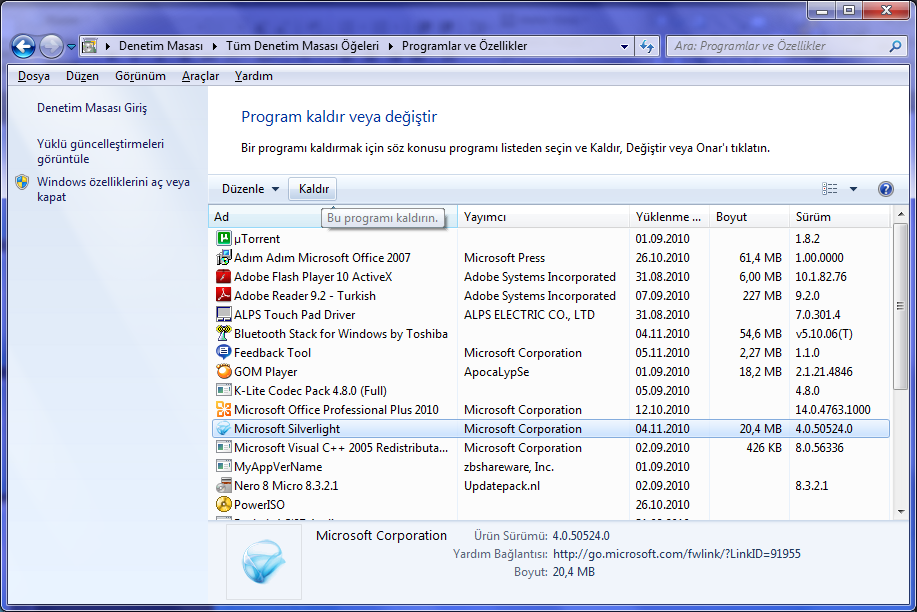 Denetim Masası Tüm Denetim Masası Öğeleri Programlar ve Özellikler Ara: Programlar ve Özellikler
Dosya Düzen Görünüm Araçlar Yardım
Denetim Masası Giriş
Yüklü güncelleştirmeleri
görüntüle
Windows özelliklerini aç veya
kapat
Program kaldır veya değiştir
Bir programı kaldırmak için söz konusu programı listeden seçin ve Kaldır, Değiştir veya Onar'ı tıklatın.
Düzenle Kaldır
Bu programı kaldırın.
Ad Yayımcı Yüklenme ... Boyut Sürüm
µTorrent 01.09.2010 1.8.2
Adım Adım Microsoft Office 2007 Microsoft Press 26.10.2010 61,4 MB 1.00.0000
Adobe Flash Player 10 ActiveX Adobe Systems Incorporated 31.08.2010 6,00 MB 10.1.82.76
Adobe Reader 9.2 - Turkish Adobe Systems Incorporated 07.09.2010 227 MB 9.2.0
ALPS Touch Pad Driver ALPS ELECTRIC CO., LTD 31.08.2010 7.0.301.4
Bluetooth Stack for Windows by Toshiba 04.11.2010 54,6 MB v5.10.06(T)
Feedback Tool Microsoft Corporation 05.11.2010 2,27 MB 1.1.0
GOM Player ApocaLypSe 01.09.2010 18,2 MB 2.1.21.4846
K-Lite Codec Pack 4.8.0 (Full) 05.09.2010 4.8.0
Microsoft Office Professional Plus 2010 Microsoft Corporation 12.10.2010 14.0.4763.1000
Microsoft Silverlight Microsoft Corporation 04.11.2010 20,4 MB 4.0.50524.0
Microsoft Visual C++ 2005 Redistributa... Microsoft Corporation 02.09.2010 426 KB 8.0.56336
MyAppVerName zbshareware, Inc. 01.09.2010
Nero 8 Micro 8.3.2.1 Updatepack.nl 02.09.2010 8.3.2.1
PowerISO 26.10.2010
Microsoft Corporation Ürün Sürümü: 4.0.50524.0
Yardım Bağlantısı: http://go.microsoft.com/fwlink/?LinkID=91955
Boyut: 20,4 MB